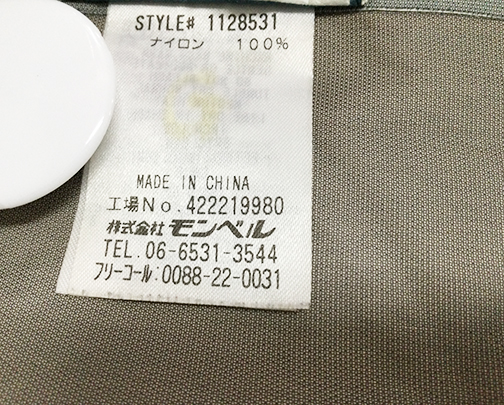 STYLE# 1128531
ナイロン 100%
MADE IN CHINA
工場No.422219980
株式会社 モンベル
TEL.06-6531-3544
フリーコール:0088-22-0031